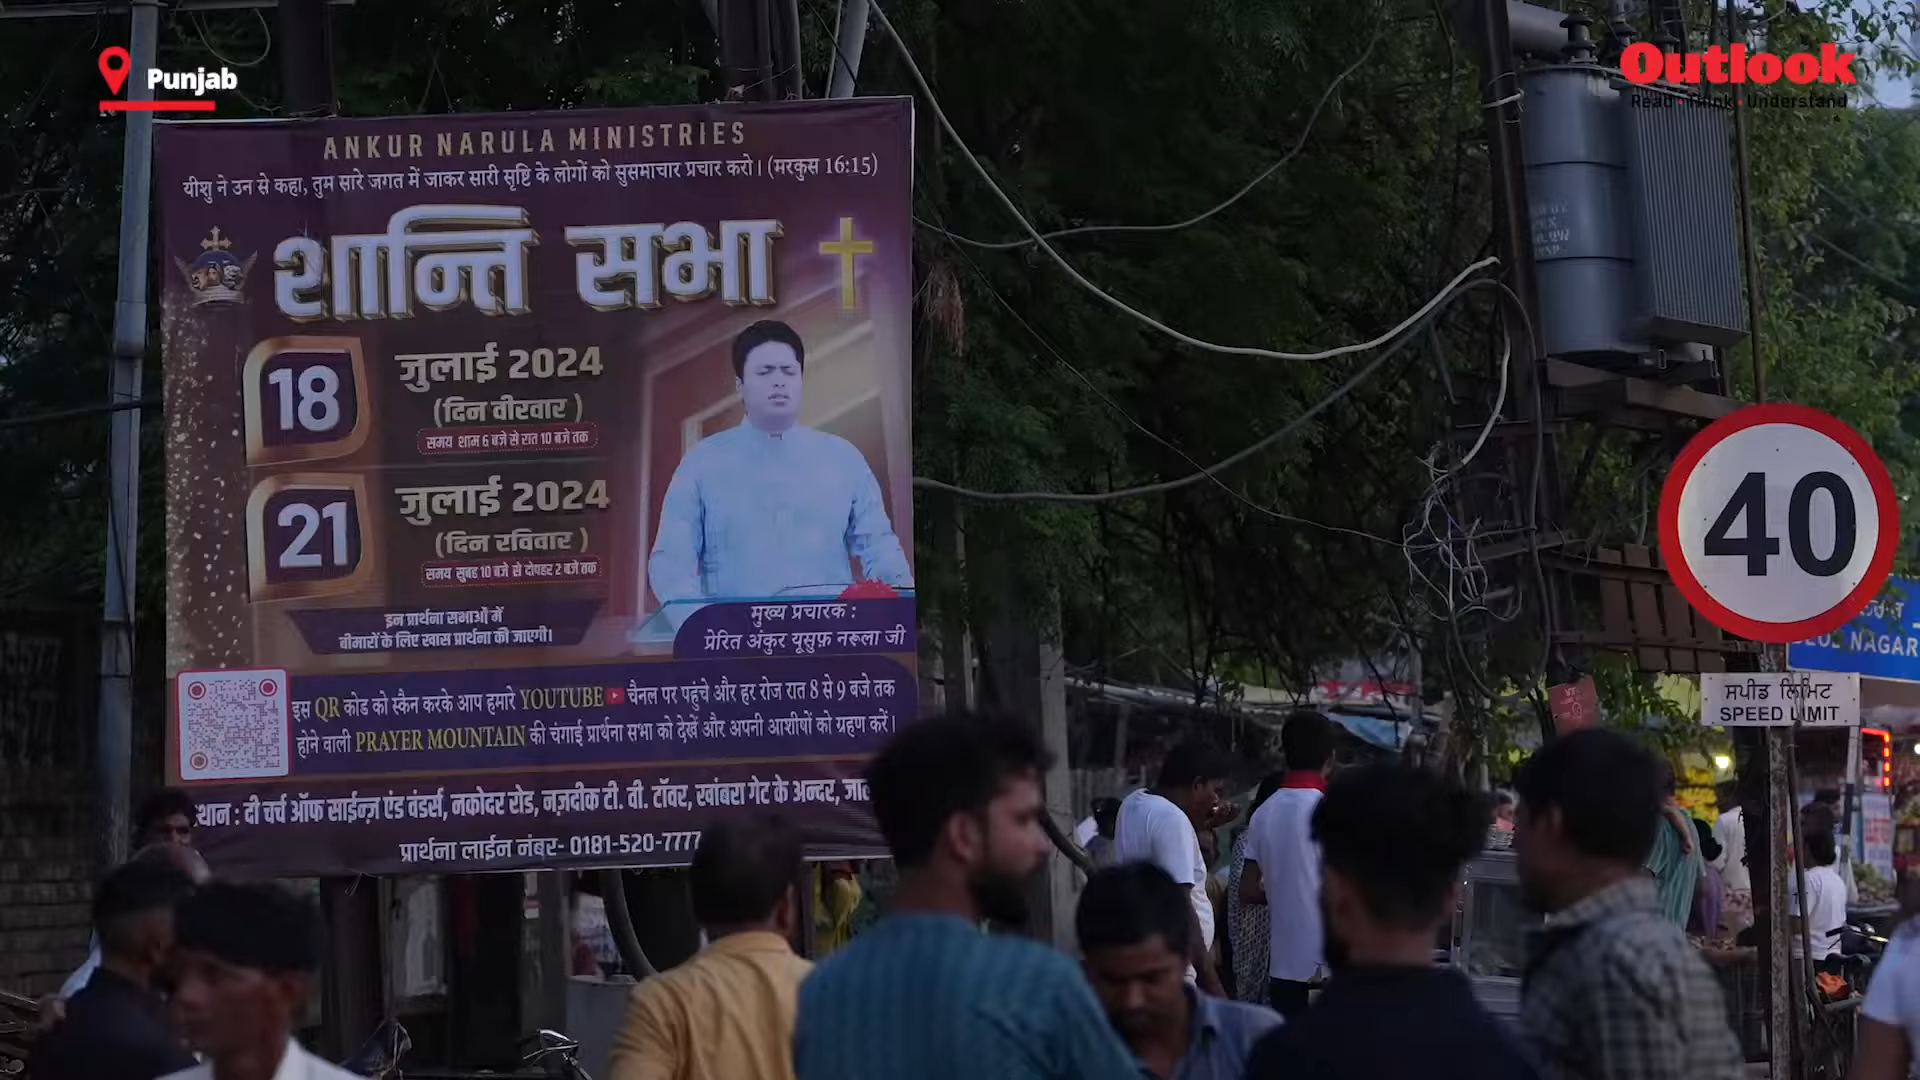 Punjab
Outlook
Read · Think · Understand
ANKUR NARULA MINISTRIES
यीशु ने उन से कहा, तुम सारे जगत में जाकर सारी सृष्टि के लोगों को सुसमाचार प्रचार करो। (मरकुस 16:15)
शान्ति सभा
18
जुलाई 2024
(दिन वीरवार )
समय शाम 6 बजे से रात 10 बजे तक
21
जुलाई 2024
(दिन रविवार )
समय सुबह 10 बजे से दोपहर 2 बजे तक
इन प्रार्थना सभाओं में
बीमारों के लिए खास प्रार्थना की जाएगी।
मुख्य प्रचारक :
प्रेरित अंकुर यूसुफ़ नरूला जी
इस QR कोड को स्कैन करके आप हमारे YOUTUBE चैनल पर पहुंचे और हर रोज रात 8 से 9 बजे तक
होने वाली PRAYER MOUNTAIN की चंगाई प्रार्थना सभा को देखें और अपनी आशीषों को ग्रहण करें।
दी चर्च ऑफ साईन्ज़ एंड वंडर्स, नकोदर रोड, नज़दीक टी. वी. टॉवर, खांबरा गेट के अन्दर,
प्रार्थना लाईन नंबर- 0181-520-7777
40
NAGAR
ਸਪੀਡ ਲਿਮਿਟ
SPEED LIMIT